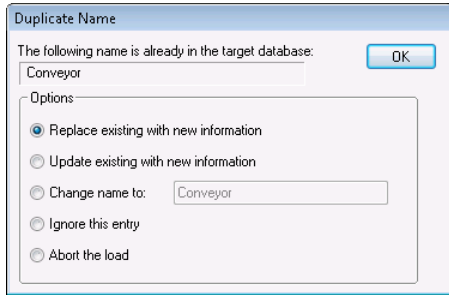 Duplicate Name
The following name is already in the target database:
OK
Conveyor
Options
Replace existing with new information
Update existing with new information
Change name to: Conveyor
Ignore this entry
Abort the load